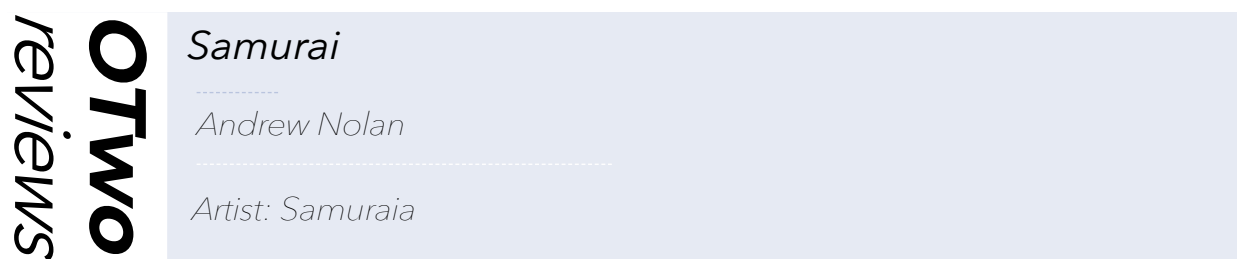 OTwo
reviews
Samurai
Andrew Nolan
Artist: Samuraia